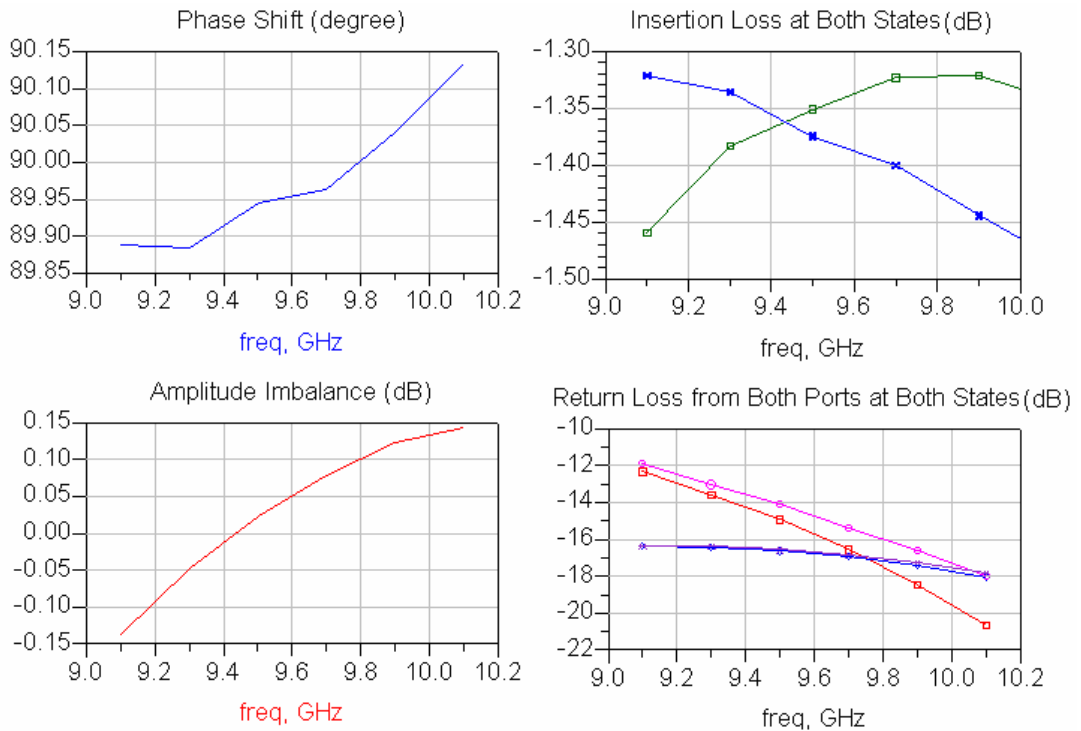 Phase Shift (degree)
90.15
90.10
90.05
90.00
89.95
89.90
89.85
9.0 9.2 9.4 9.6 9.8 10.0 10.2
freq, GHz
Insertion Loss at Both States (dB)
-1.30
-1.35
-1.40
-1.45
-1.50
9.0 9.2 9.4 9.6 9.8 10.0
freq, GHz
Amplitude Imbalance (dB)
0.15
0.10
0.05
0.00
-0.05
-0.10
-0.15
9.0 9.2 9.4 9.6 9.8 10.0 10.2
freq, GHz
Return Loss from Both Ports at Both States (dB)
-10
-12
-14
-16
-18
-20
-22
9.0 9.2 9.4 9.6 9.8 10.0 10.2
freq, GHz